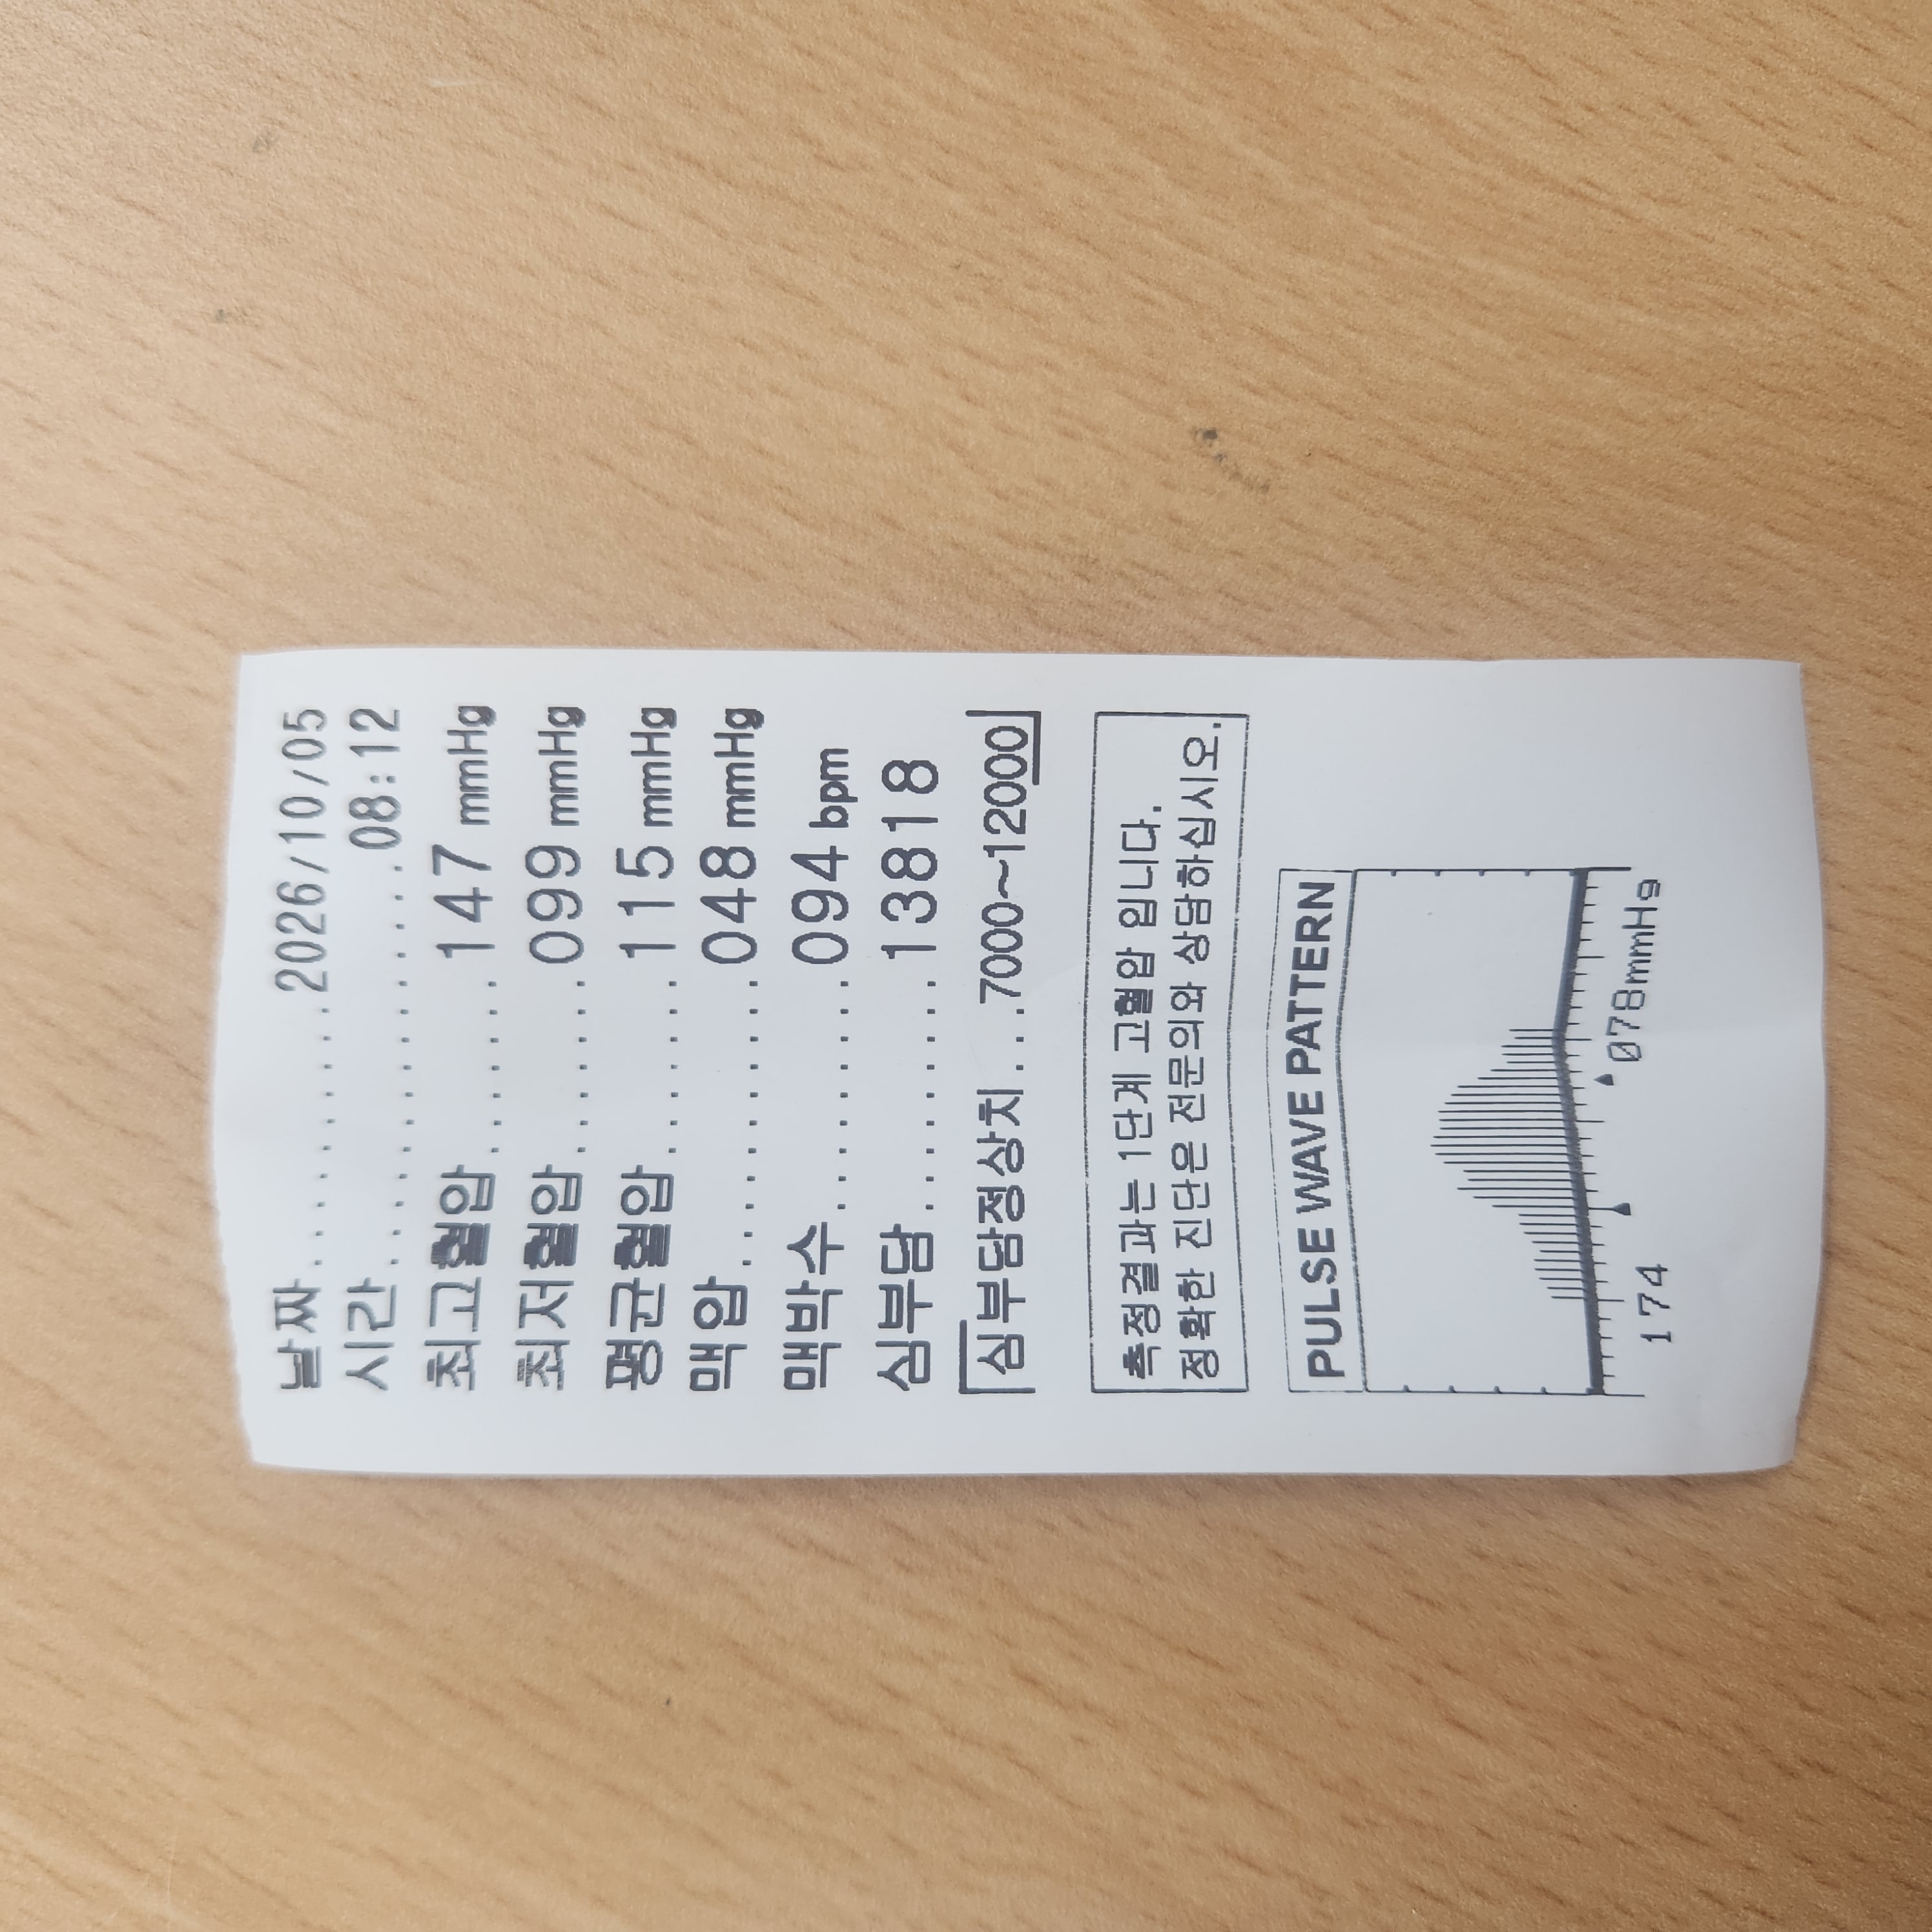 날짜................2026/10/05
시간....................08:12
최고혈압......... 147 mmHg
최저혈압......... 099 mmHg
평균혈압......... 115 mmHg
맥압............. 048 mmHg
맥박수........... 094 bpm
심부담........... 13818
심부담정상치...7000~12000
측정결과는 1단계 고혈압 입니다.
정확한 진단은 전문의와 상담하십시오.
PULSE WAVE PATTERN
174 078mmHg